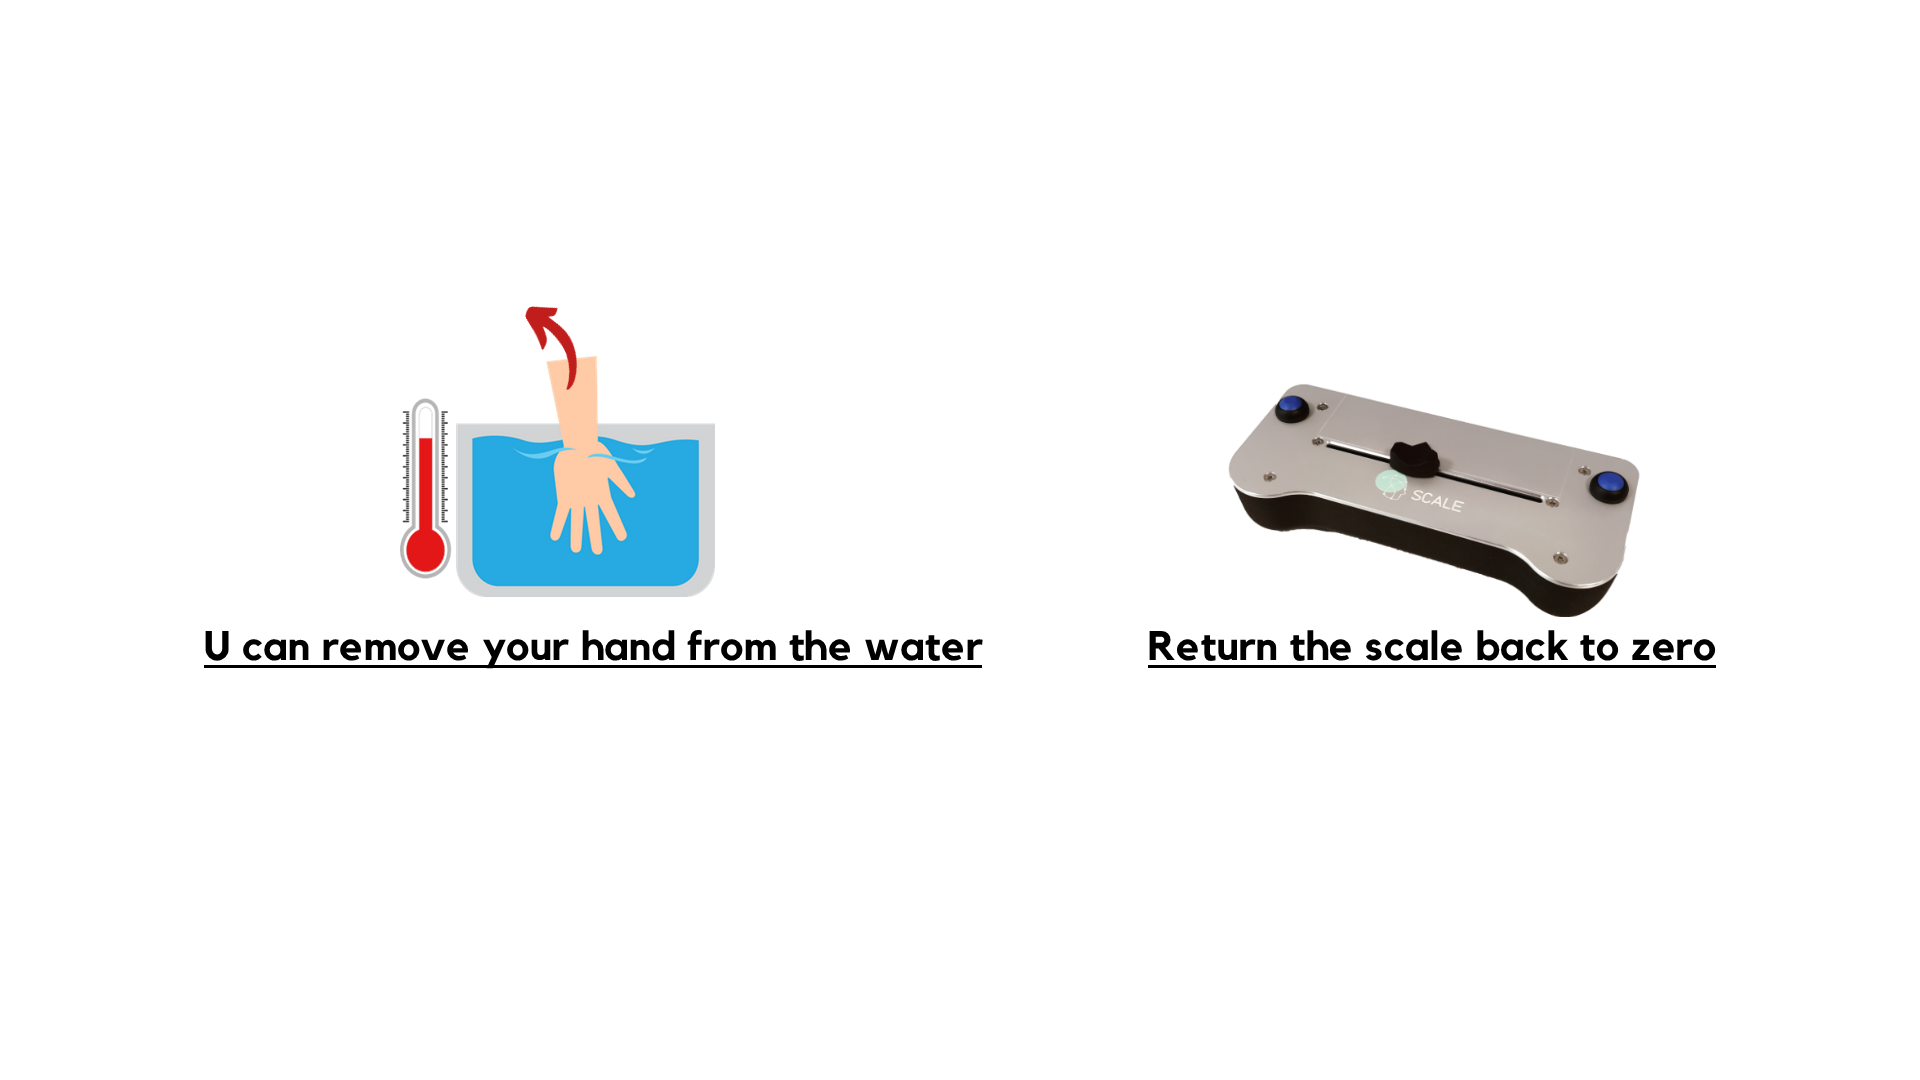 SCALE
U can remove your hand from the water
Return the scale back to zero